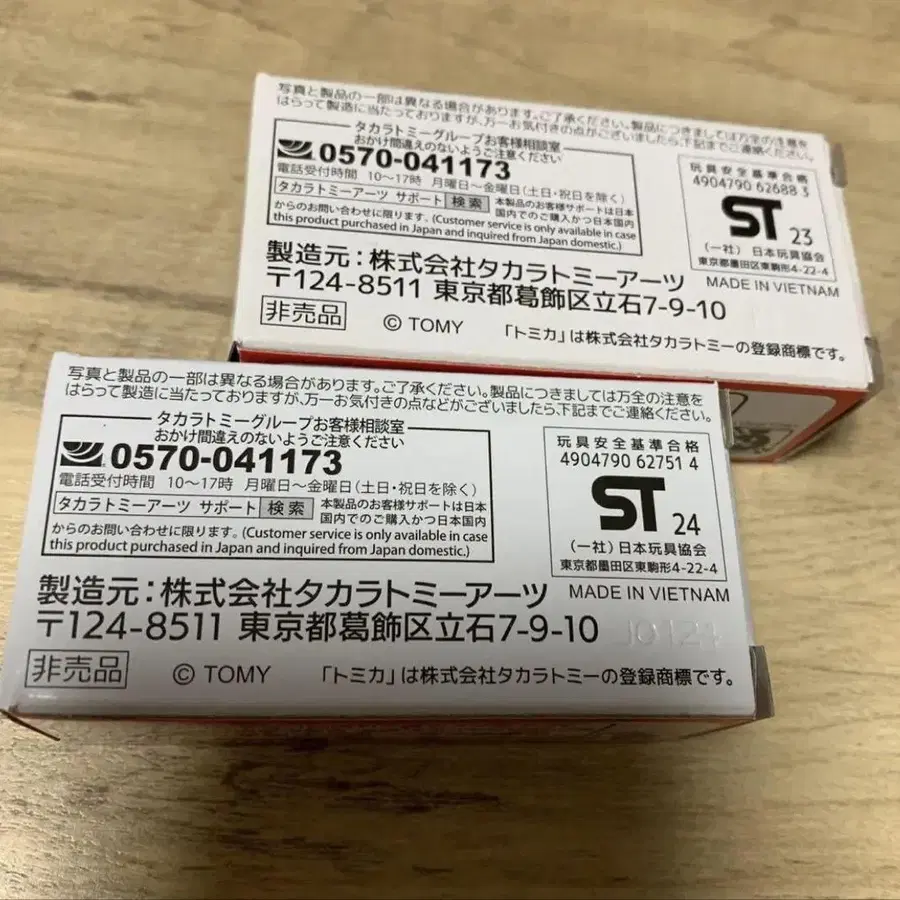 写真と製品の一部は異なる場合があります。ご了承ください。製品につきましては万全の注意を
はらって製造に当たっておりますが、万一お気付きの点がございましたら、下記までご連絡ください。
タカラトミーグループお客様相談室
おかけ間違えのないようご注意ください
0570-041173
電話受付時間 10〜17時 月曜日〜金曜日(土日・祝日を除く)
タカラトミーアーツ サポート 検索 本製品のお客様サポートは日本
国内でのご購入かつ日本国内
からのお問い合わせに限ります。(Customer service is only available in case
this product purchased in Japan and inquired from Japan domestic.)
玩具安全基準合格
4904790 62688 3
ST 23
(一社) 日本玩具協会
東京都墨田区東駒形4-22-4
製造元:株式会社タカラトミーアーツ
MADE IN VIETNAM
〒124-8511 東京都葛飾区立石7-9-10
非売品 © TOMY 「トミカ」は株式会社タカラトミーの登録商標です。
写真と製品の一部は異なる場合があります。ご了承ください。製品につきましては万全の注意を
はらって製造に当たっておりますが、万一お気付きの点などがございましたら、下記までご連絡ください。
タカラトミーグループお客様相談室
おかけ間違えのないようご注意ください
0570-041173
電話受付時間 10〜17時 月曜日〜金曜日(土日・祝日を除く)
タカラトミーアーツ サポート 検索 本製品のお客様サポートは日本
国内でのご購入かつ日本国内
からのお問い合わせに限ります。(Customer service is only available in case
this product purchased in Japan and inquired from Japan domestic.)
玩具安全基準合格
4904790 62751 4
ST 24
(一社)日本玩具協会
東京都墨田区東駒形4-22-4
製造元:株式会社タカラトミーアーツ
MADE IN VIETNAM
〒124-8511 東京都葛飾区立石7-9-10
非売品 © TOMY 「トミカ」は株式会社タカラトミーの登録商標です。